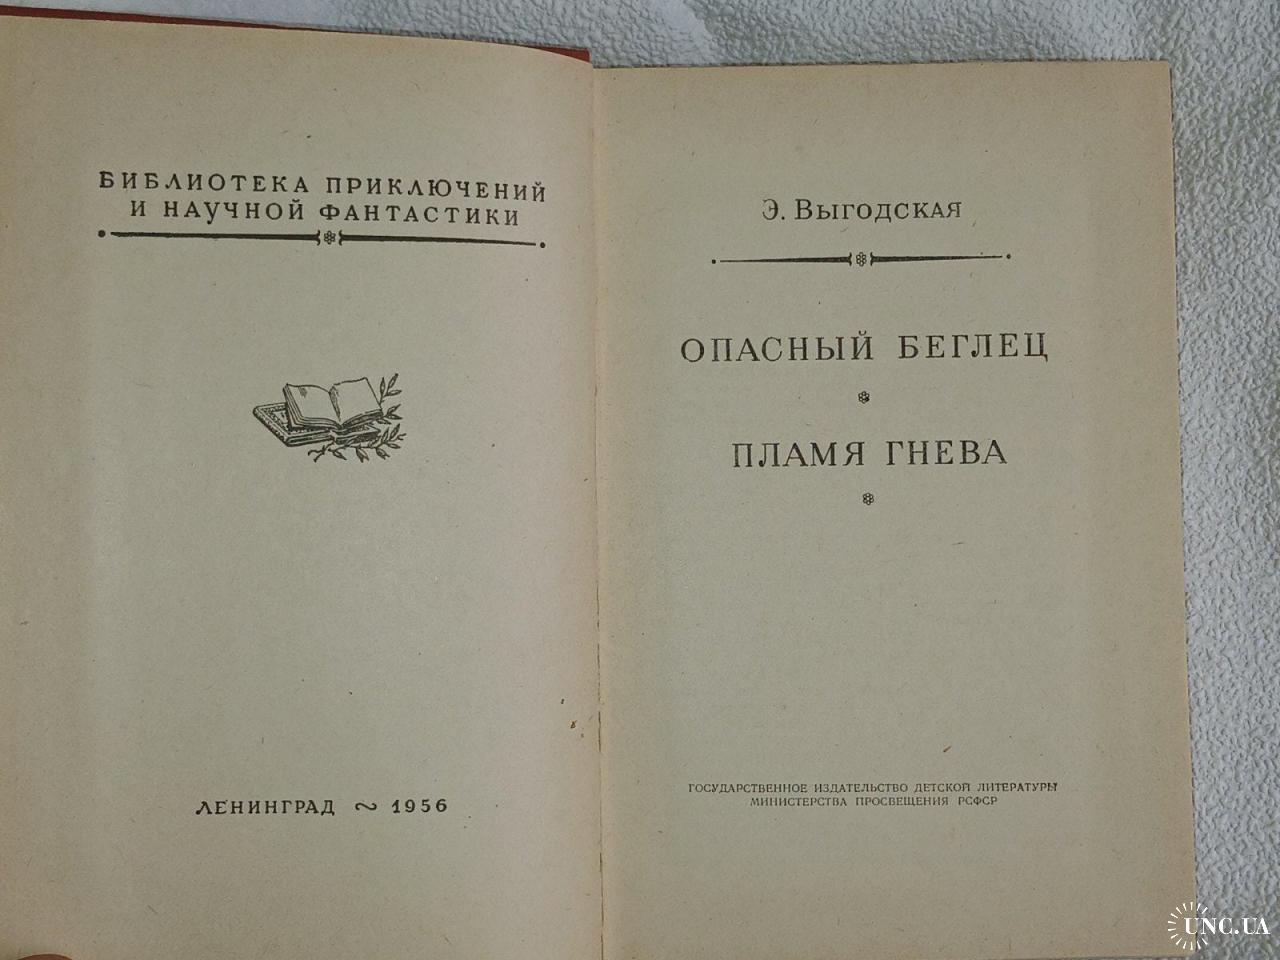 БИБЛИОТЕКА ПРИКЛЮЧЕНИЙ
И НАУЧНОЙ ФАНТАСТИКИ
ЛЕНИНГРАД ~ 1956
Э. Выгодская
ОПАСНЫЙ БЕГЛЕЦ
ПЛАМЯ ГНЕВА
ГОСУДАРСТВЕННОЕ ИЗДАТЕЛЬСТВО ДЕТСКОЙ ЛИТЕРАТУРЫ
МИНИСТЕРСТВА ПРОСВЕЩЕНИЯ РСФСР
UNC.UA